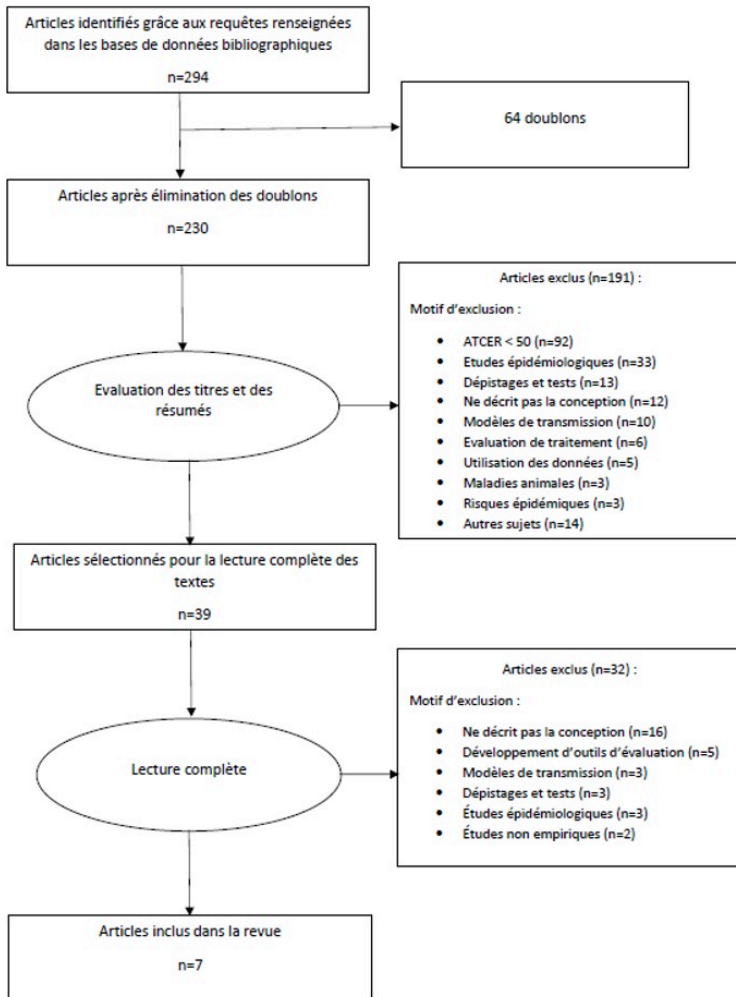 Articles identifiés grâce aux requêtes renseignées
dans les bases de données bibliographiques
n=294
64 doublons
Articles après élimination des doublons
n=230
Articles exclus (n=191) :
Motif d'exclusion :
• ATCER < 50 (n=92)
• Etudes épidémiologiques (n=33)
• Dépistages et tests (n=13)
• Ne décrit pas la conception (n=12)
• Modèles de transmission (n=10)
• Evaluation de traitement (n=6)
• Utilisation des données (n=5)
• Maladies animales (n=3)
• Risques épidémiques (n=3)
• Autres sujets (n=14)
Evaluation des titres et des
résumés
Articles sélectionnés pour la lecture complète des
textes
n=39
Articles exclus (n=32) :
Motif d'exclusion :
• Ne décrit pas la conception (n=16)
• Développement d'outils d'évaluation (n=5)
• Modèles de transmission (n=3)
• Dépistages et tests (n=3)
• Études épidémiologiques (n=3)
• Études non empiriques (n=2)
Lecture complète
Articles inclus dans la revue
n=7